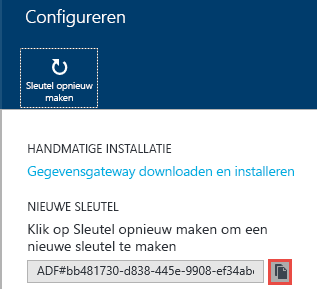 Configureren
Sleutel opnieuw
maken
HANDMATIGE INSTALLATIE
Gegevensgateway downloaden en installeren
NIEUWE SLEUTEL
Klik op Sleutel opnieuw maken om een
nieuwe sleutel te maken
ADF#bb481730-d838-445e-9908-ef34abc